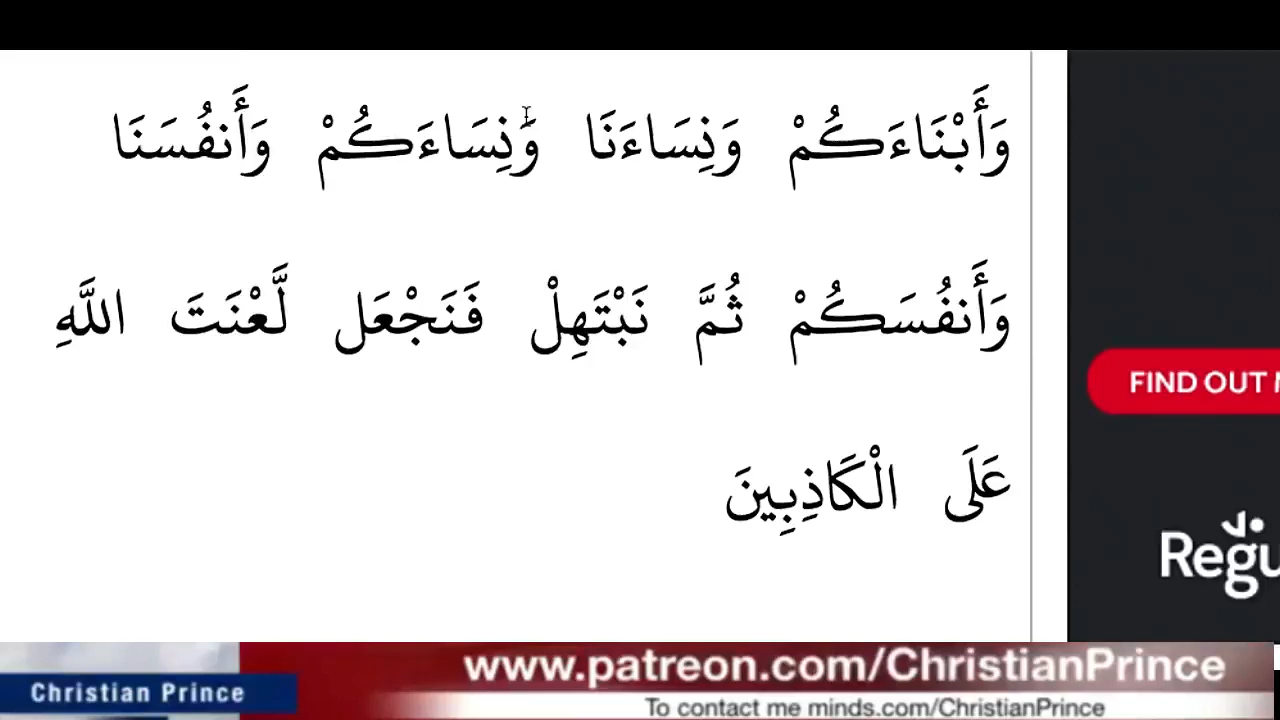 وَأَبْنَاءَكُمْ وَنِسَاءَنَا وَنِسَاءَكُمْ وَأَنفُسَنَا
وَأَنفُسَكُمْ ثُمَّ نَبْتَهِلْ فَنَجْعَل لَّعْنَتَ اللَّهِ
عَلَى الْكَاذِبِينَ
FIND OUT
www.patreon.com/ChristianPrince
Christian Prince
To contact me minds.com/ChristianPrince